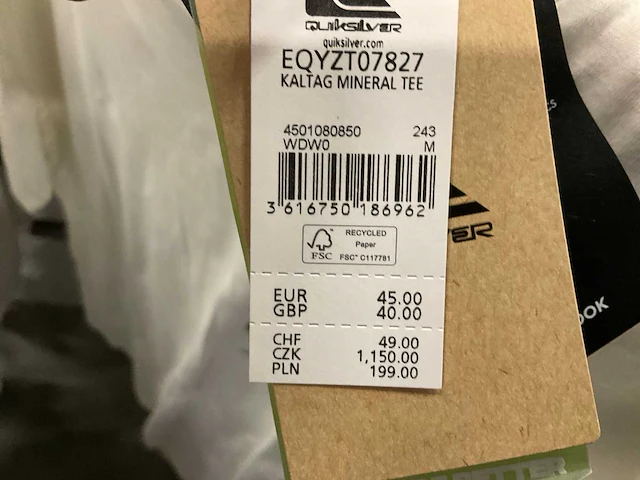 QUIKSILVER
quiksilver.com
EQYZT07827
KALTAG MINERAL TEE
4501080850 243
WDW0 M
3 616750 186962
RECYCLED
Paper
FSC FSC™ C117781
EUR 45.00
GBP 40.00
CHF 49.00
CZK 1,150.00
PLN 199.00